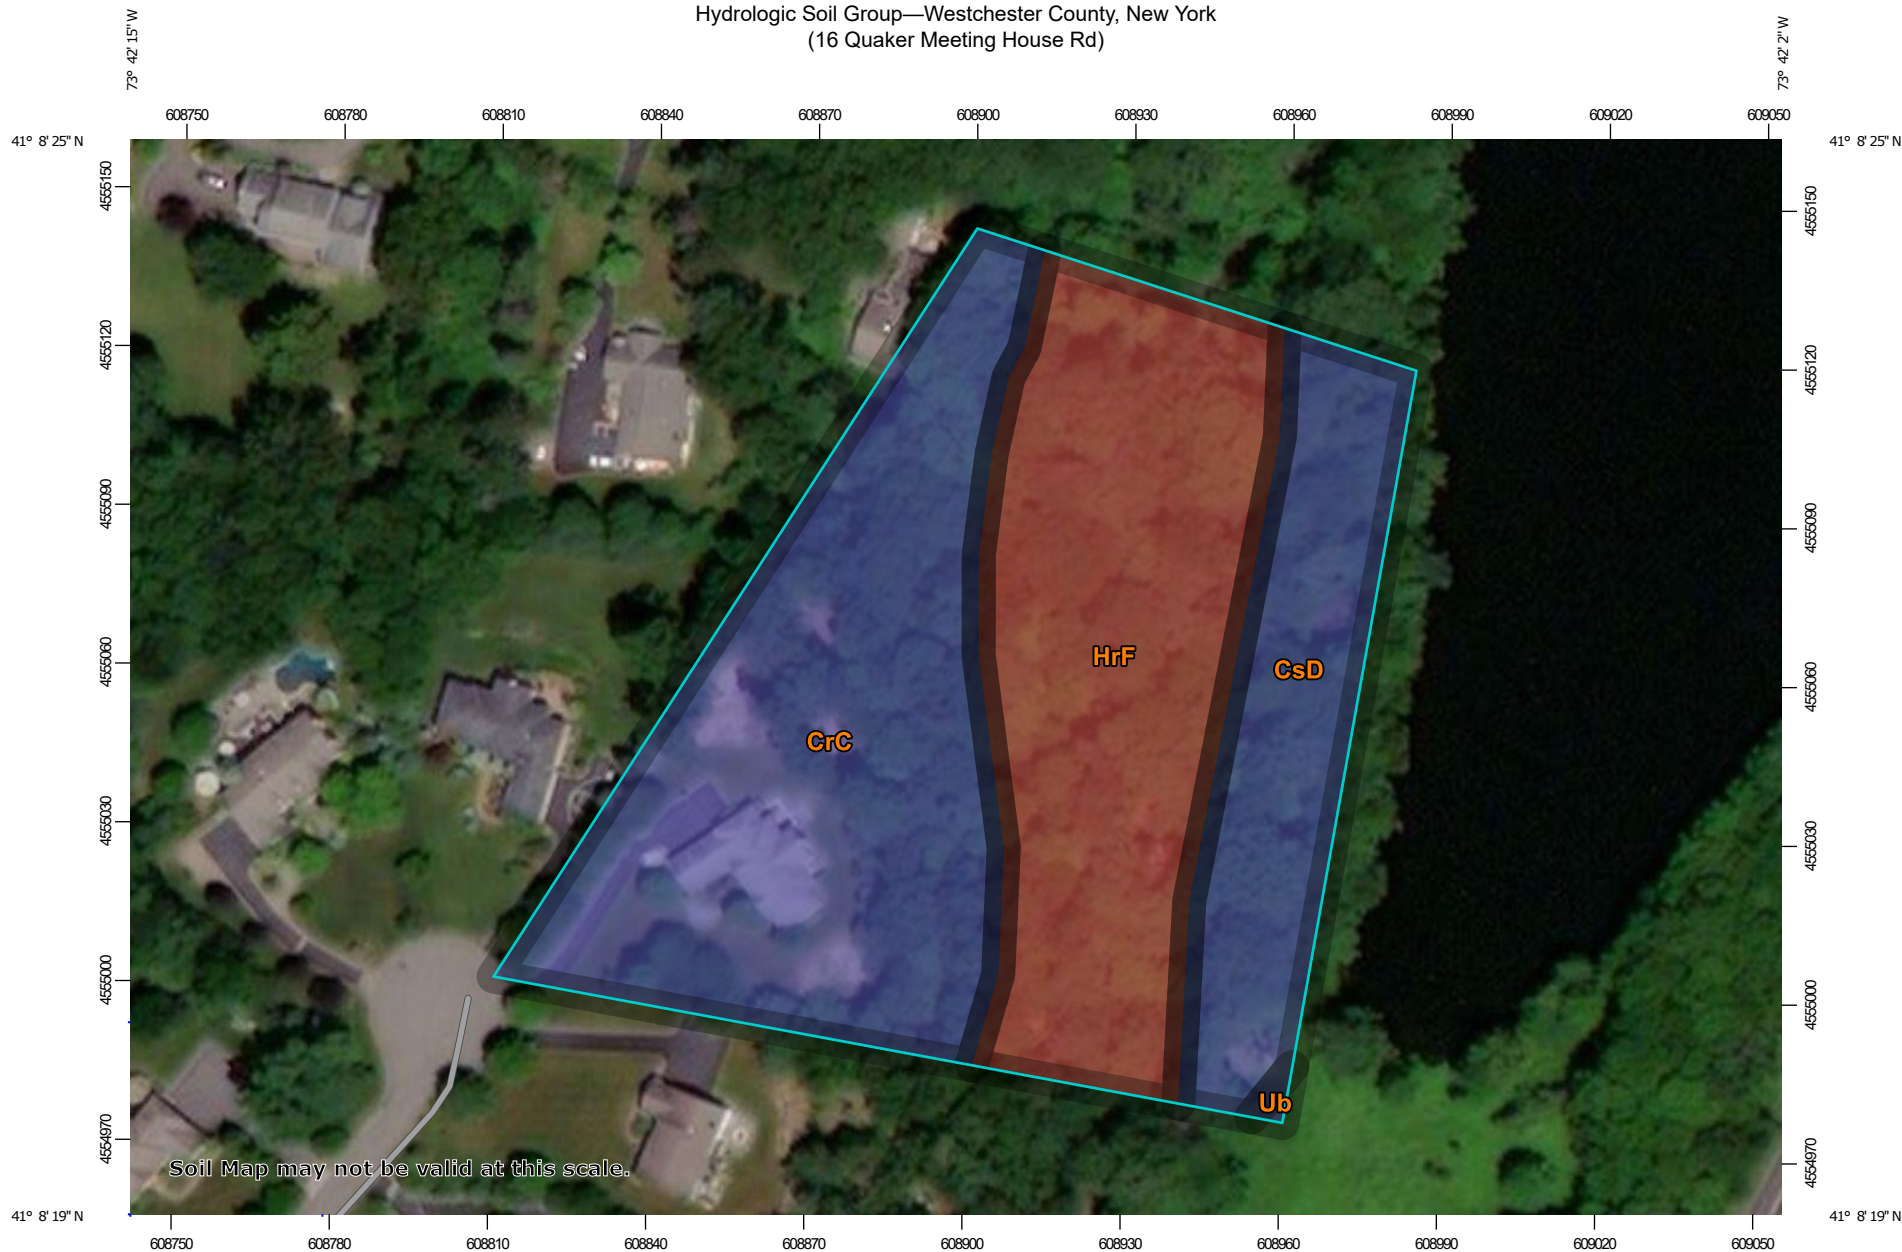 Hydrologic Soil Group—Westchester County, New York
(16 Quaker Meeting House Rd)
73° 42' 15'' W
73° 42' 2'' W
608750 608780 608810 608840 608870 608900 608930 608960 608990 609020 609050
41° 8' 25'' N
41° 8' 25'' N
4555150
4555120
4555090
4555060
4555030
4555000
4554970
4555150
4555120
4555090
4555060
4555030
4555000
4554970
HrF
CsD
CrC
Ub
Soil Map may not be valid at this scale.
41° 8' 19'' N
41° 8' 19'' N
608750 608780 608810 608840 608870 608900 608930 608960 608990 609020 609050